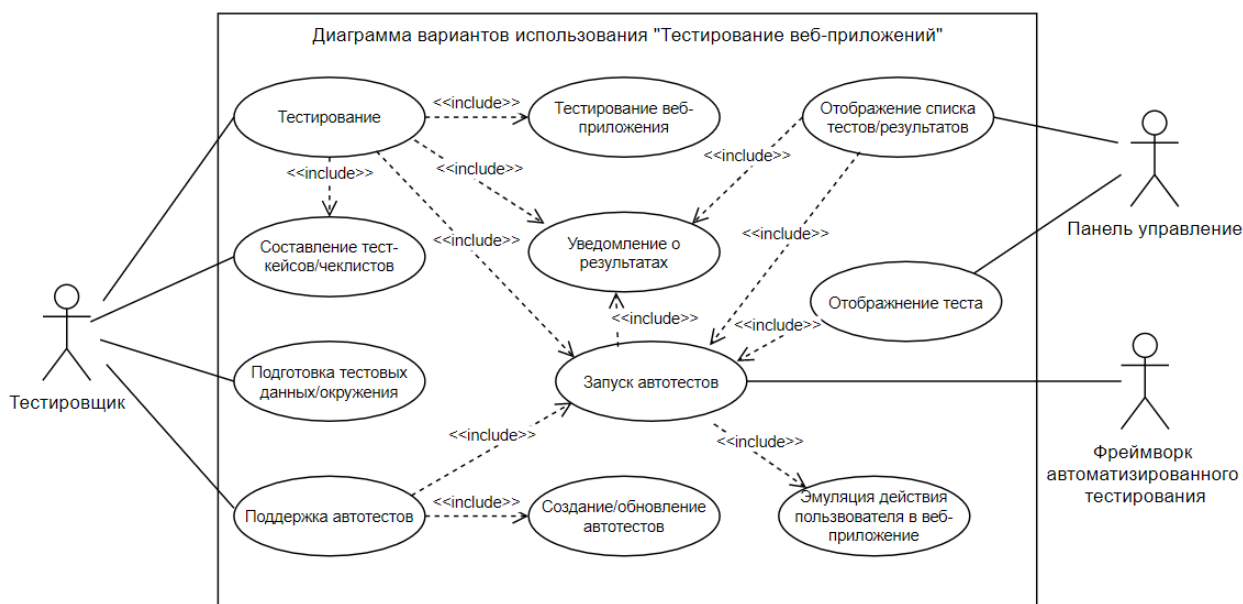 Диаграмма вариантов использования "Тестирование веб-приложений"
Тестирование
<<include>>
Тестирование веб-
приложения
Отображение списка
тестов/результатов
<<include>>
<<include>>
<<include>>
Составление тест-
кейсов/чеклистов
<<include>>
Уведомление о
результатах
<<include>>
Панель управление
Отображнение теста
<<include>>
<<include>>
Подготовка тестовых
данных/окружения
Запуск автотестов
Тестировщик
<<include>>
<<include>>
Фреймворк
автоматизированного
тестирования
Поддержка автотестов
<<include>>
Создание/обновление
автотестов
Эмуляция действия
пользвователя в веб-
приложение